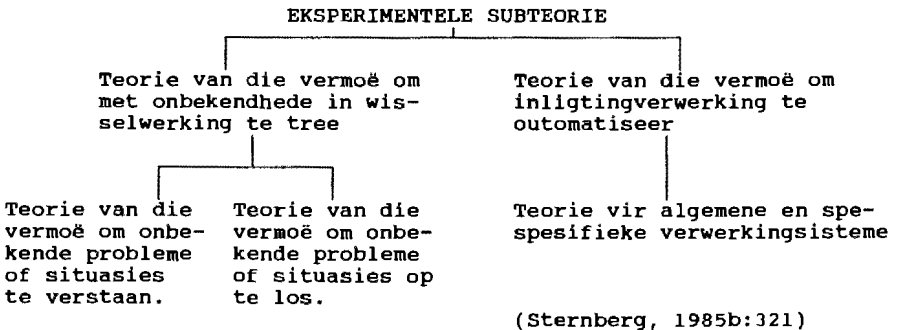 EKSPERIMENTELE SUBTEORIE
Teorie van die vermoë om
met onbekendhede in wis-
selwerking te tree
Teorie van die vermoë om
inligtingverwerking te
outomatiseer
Teorie van die
vermoë om onbe-
kende probleme
of situasies
te verstaan.
Teorie van die
vermoë om onbe-
kende probleme
of situasies op
te los.
Teorie vir algemene en spe-
spesifieke verwerkingsisteme
(Sternberg, 1985b:321)